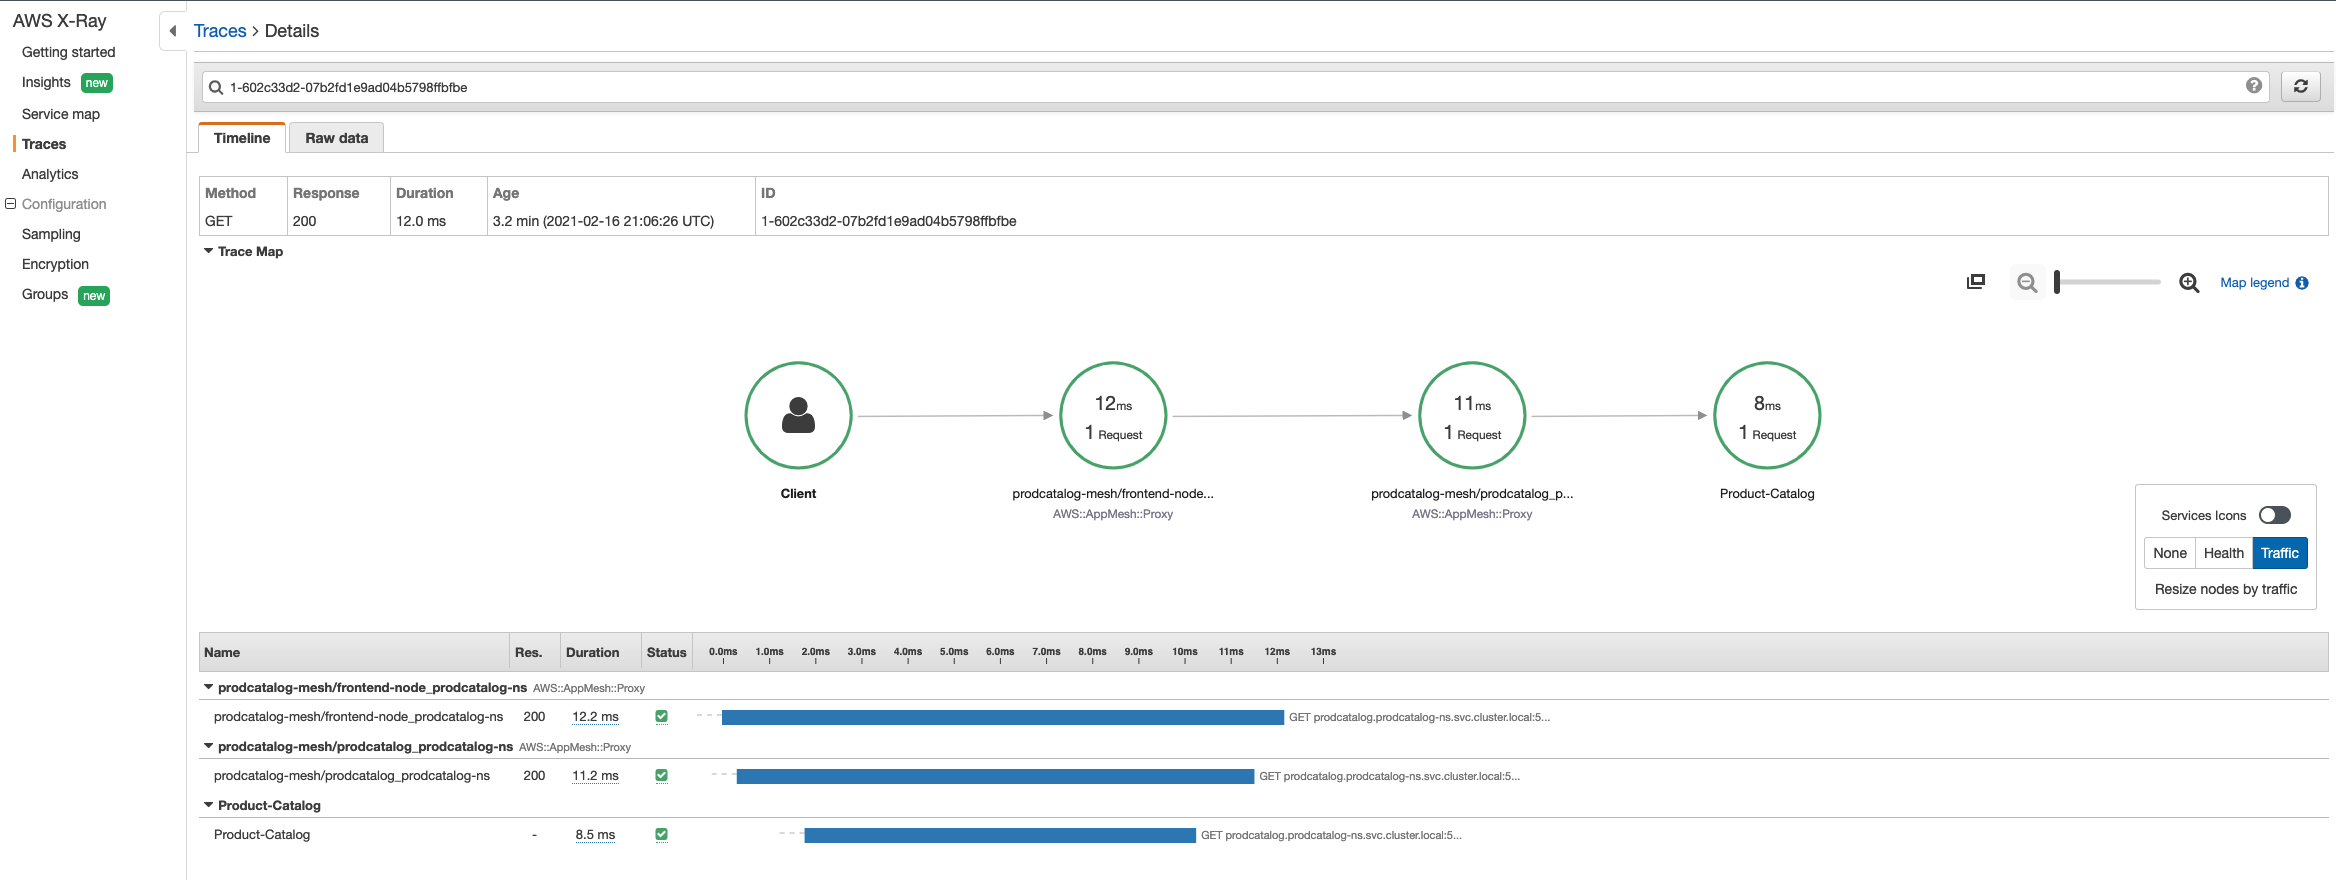 AWS X-Ray
Getting started
Insights new
Service map
Traces
Analytics
Configuration
Sampling
Encryption
Groups new
Traces > Details
1-602c33d2-07b2fd1e9ad04b5798ffbfbe
Timeline Raw data
Method Response Duration Age ID
GET 200 12.0 ms 3.2 min (2021-02-16 21:06:26 UTC) 1-602c33d2-07b2fd1e9ad04b5798ffbfbe
Trace Map
Map legend
12ms 11ms 8ms
1 Request 1 Request 1 Request
Client prodcatalog-mesh/frontend-node... prodcatalog-mesh/prodcatalog_p... Product-Catalog
AWS::AppMesh::Proxy AWS::AppMesh::Proxy
Services Icons
None Health Traffic
Resize nodes by traffic
Name Res. Duration Status 0.0ms 1.0ms 2.0ms 3.0ms 4.0ms 5.0ms 6.0ms 7.0ms 8.0ms 9.0ms 10ms 11ms 12ms 13ms
prodcatalog-mesh/frontend-node_prodcatalog-ns AWS::AppMesh::Proxy
prodcatalog-mesh/frontend-node_prodcatalog-ns 200 12.2 ms GET prodcatalog.prodcatalog-ns.svc.cluster.local:5...
prodcatalog-mesh/prodcatalog_prodcatalog-ns AWS::AppMesh::Proxy
prodcatalog-mesh/prodcatalog_prodcatalog-ns 200 11.2 ms GET prodcatalog.prodcatalog-ns.svc.cluster.local:5...
Product-Catalog
Product-Catalog - 8.5 ms GET prodcatalog.prodcatalog-ns.svc.cluster.local:5...